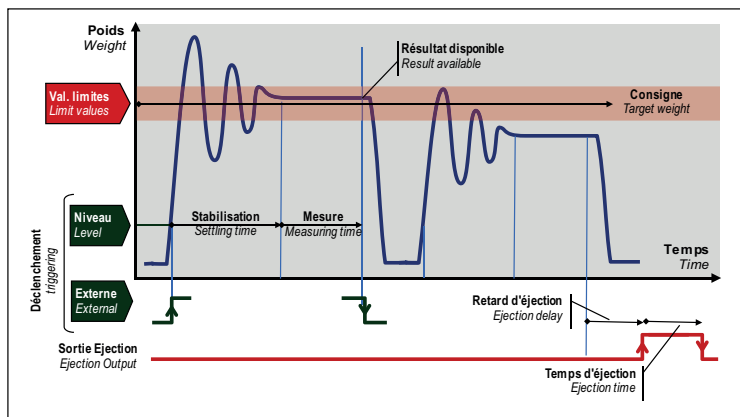 Poids
Weight
Résultat disponible
Result available
Val. limites
Limit values
Consigne
Target weight
Niveau
Level
Stabilisation
Settling time
Mesure
Measuring time
Temps
Time
Déclenchement
triggering
Externe
External
Retard d'éjection
Ejection delay
Sortie Ejection
Ejection Output
Temps d'éjection
Ejection time